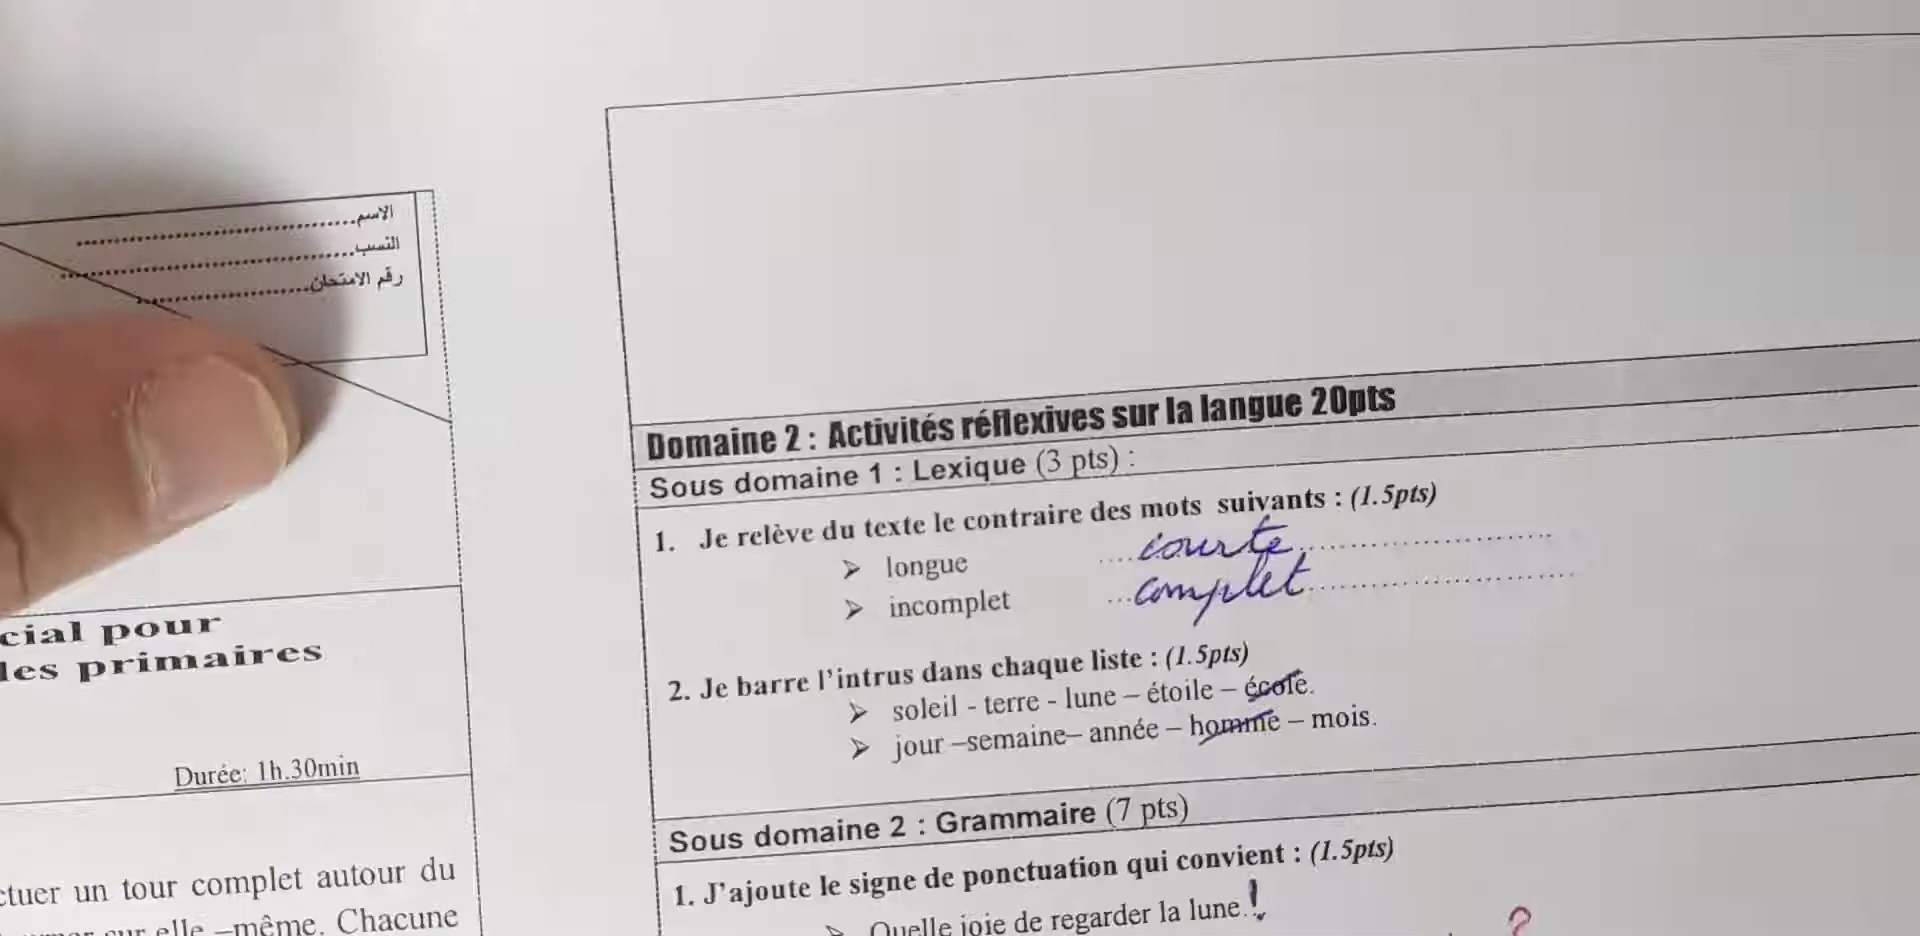 الاسم
النسب
رقم الامتحان
cial pour
les primaires
Durée: 1h.30min
ctuer un tour complet autour du
sur elle –même. Chacune
Domaine 2 : Activités réflexives sur la langue 20pts
Sous domaine 1 : Lexique (3 pts) :
1. Je relève du texte le contraire des mots suivants : (1.5pts)
➢ longue ....courte..........................
➢ incomplet ...complet..........................
2. Je barre l’intrus dans chaque liste : (1.5pts)
➢ soleil - terre - lune – étoile – école.
➢ jour –semaine– année – homme – mois.
Sous domaine 2 : Grammaire (7 pts)
1. J’ajoute le signe de ponctuation qui convient : (1.5pts)
➢ Quelle joie de regarder la lune.!
?